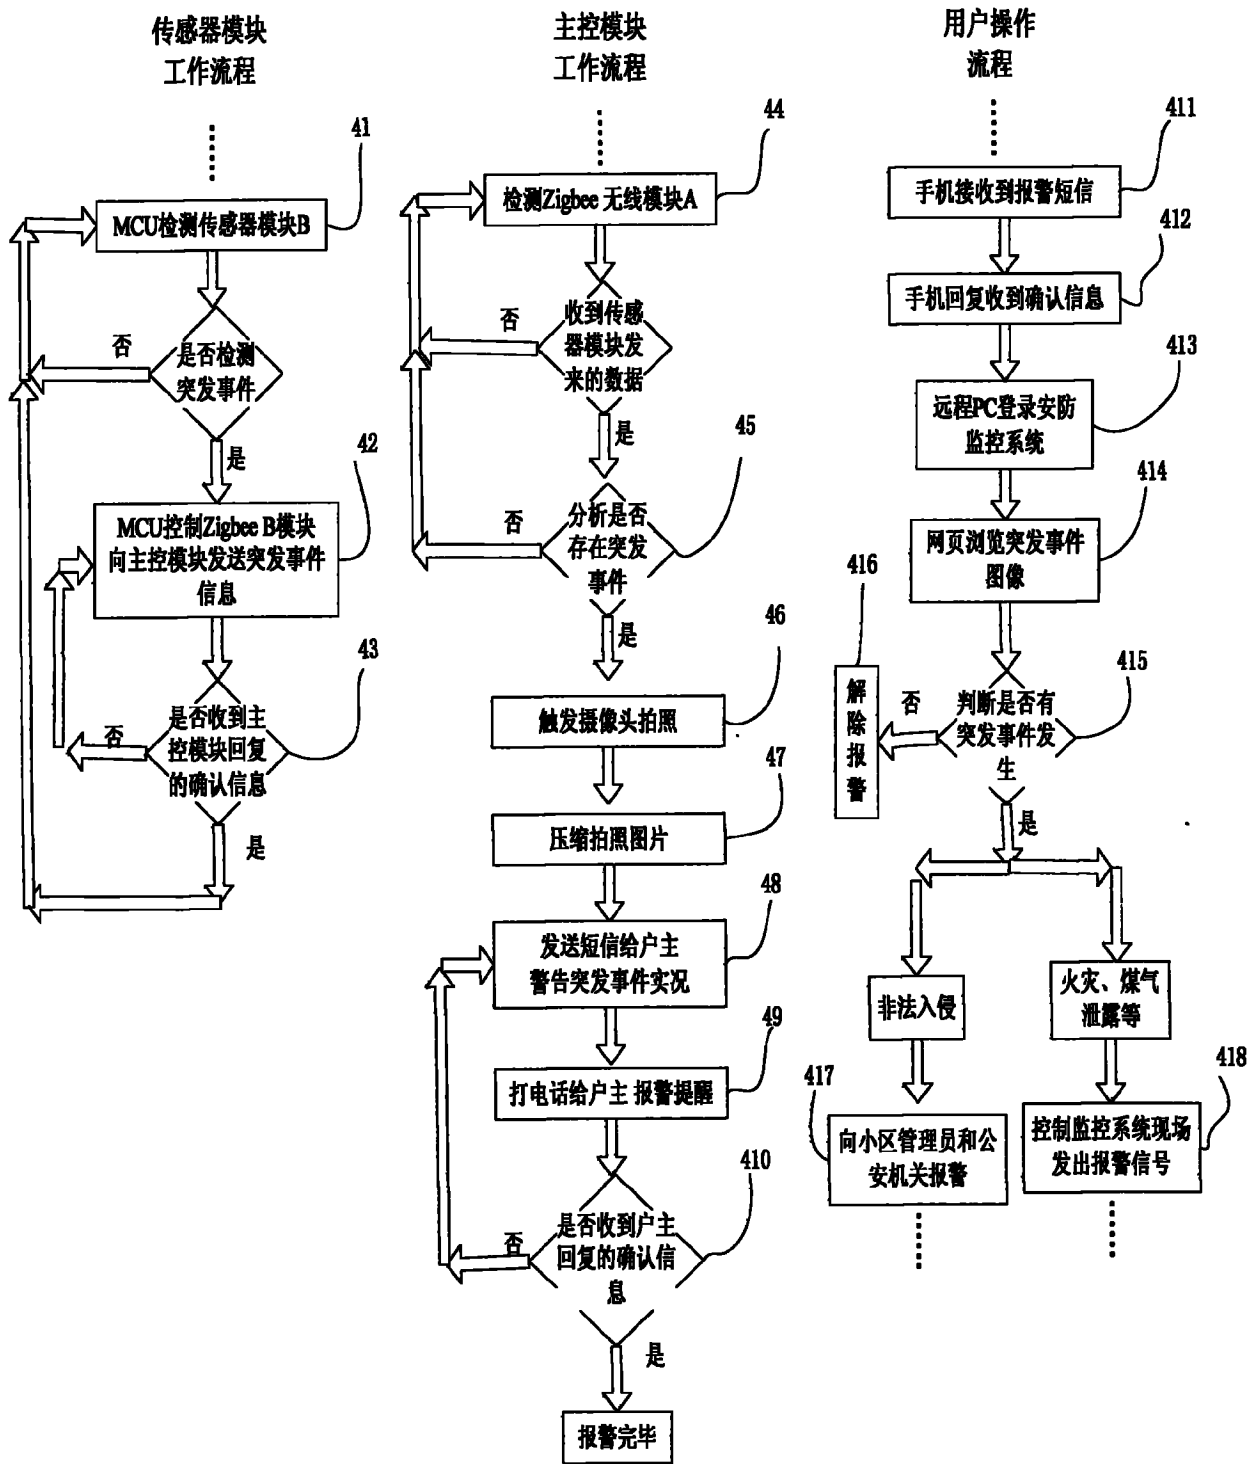 传感器模块
工作流程
41
MCU检测传感器模块B
否
是否检测
突发事件
是
42
MCU控制Zigbee B模块
向主控模块发送突发事件
信息
43
否
是否收到主
控模块回复
的确认信息
是
主控模块
工作流程
44
检测Zigbee 无线模块A
否
收到传感
器模块发
来的数据
是
45
否
分析是否
存在突发
事件
是
46
触发摄像头拍照
47
压缩拍照图片
48
发送短信给户主
警告突发事件实况
49
打电话给户主 报警提醒
410
否
是否收到户主
回复的确认信
息
是
报警完毕
用户操作
流程
411
手机接收到报警短信
412
手机回复收到确认信息
413
远程PC登录安防
监控系统
414
网页浏览突发事件
图像
416
解
除
报
警
否
415
判断是否有
突发事件发
生
是
非法入侵
火灾、煤气
泄露等
417
向小区管理员和公
安机关报警
418
控制监控系统现场
发出报警信号